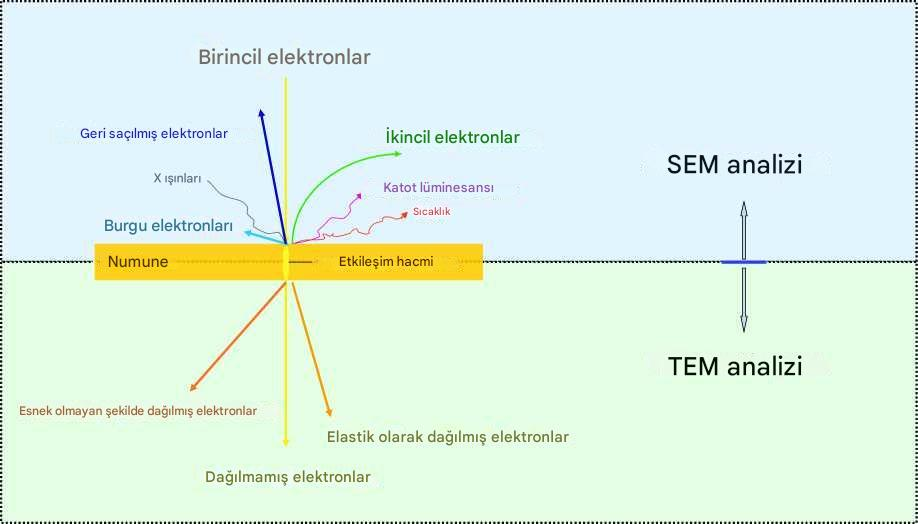 Birincil elektronlar
Geri saçılmış elektronlar
İkincil elektronlar
X ışınları
Katot lüminesansı
Sıcaklık
Burgu elektronları
SEM analizi
Numune
Etkileşim hacmi
TEM analizi
Esnek olmayan şekilde dağılmış elektronlar
Elastik olarak dağılmış elektronlar
Dağılmamış elektronlar